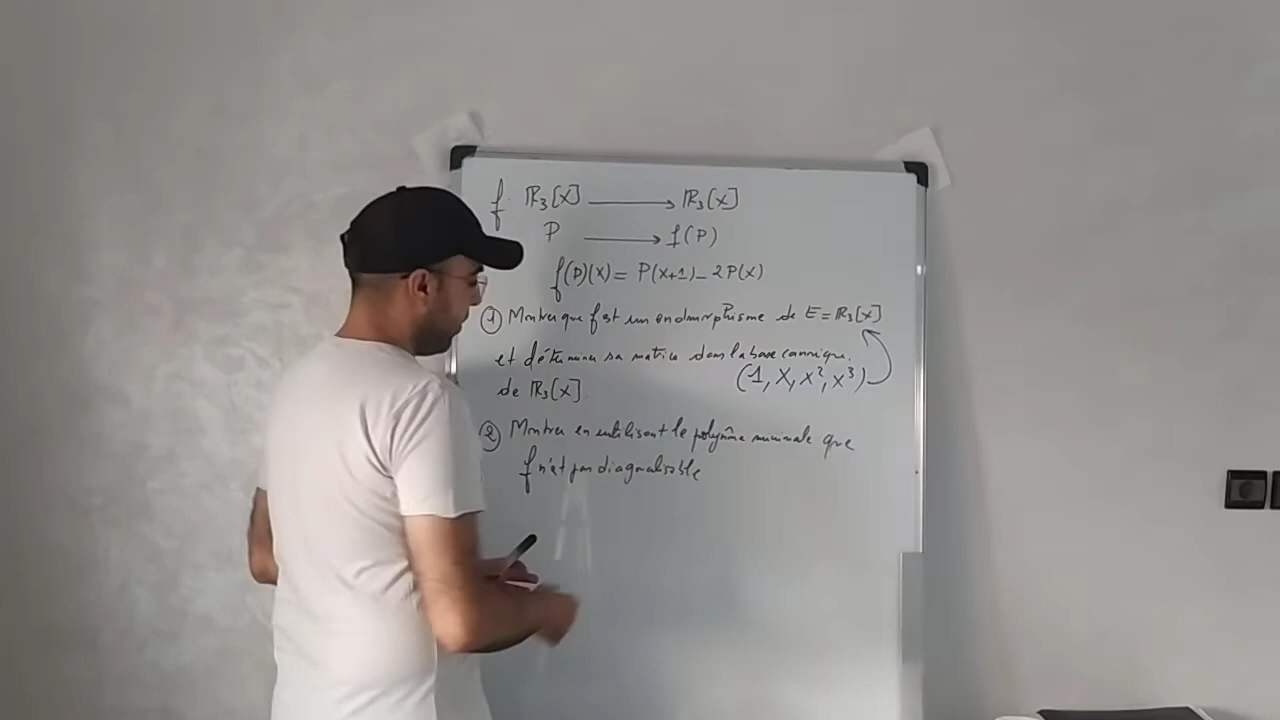 f: ℝ₃[X] ⟶ ℝ₃[X]
P ⟶ f(P)
f(P)(X) = P(X+1) - 2P(X)
① Montrer que f est un endmorphisme de E = ℝ₃[X]
et déterminer sa matrice dans la base canonique.
(1, X, X², X³)
de ℝ₃[X].
② Montrer en utilisant le polynôme minimale que
f n'est pas diagonalisable